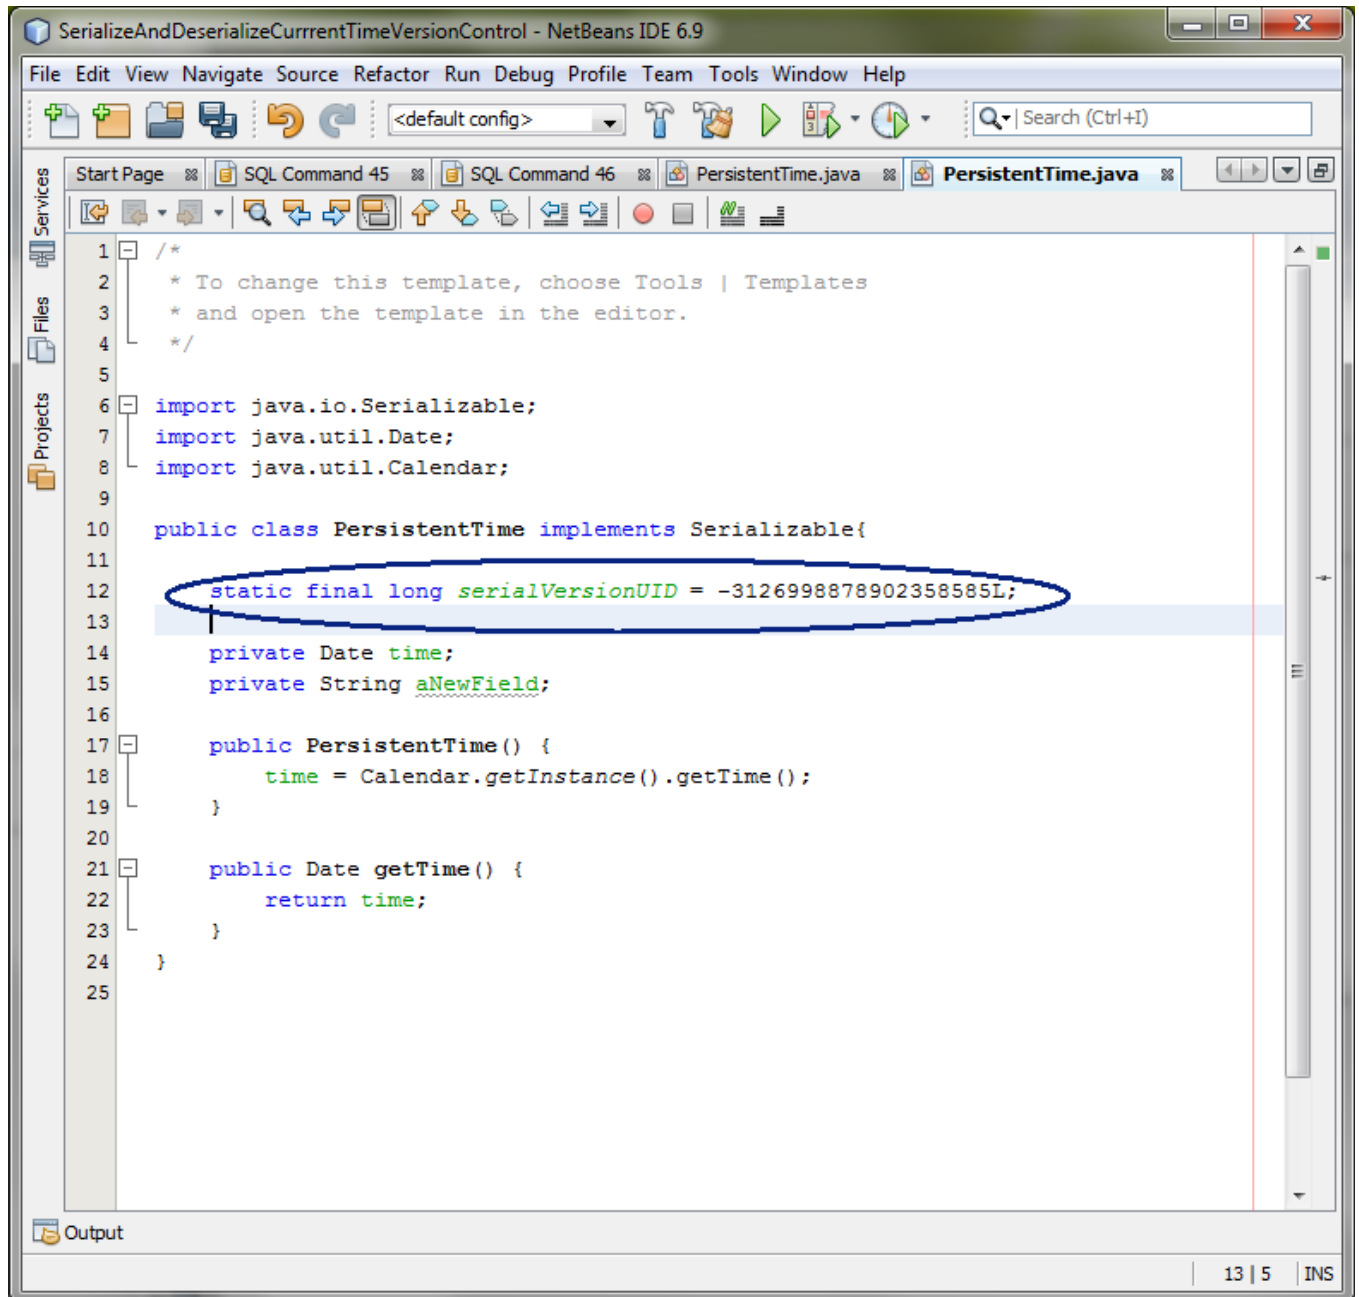 SerializeAndDeserializeCurrrentTimeVersionControl - NetBeans IDE 6.9
File Edit View Navigate Source Refactor Run Debug Profile Team Tools Window Help
<default config>
Search (Ctrl+I)
Services
Files
Projects
Start Page SQL Command 45 SQL Command 46 PersistentTime.java PersistentTime.java
1 /*
2 * To change this template, choose Tools | Templates
3 * and open the template in the editor.
4 */
5
6 import java.io.Serializable;
7 import java.util.Date;
8 import java.util.Calendar;
9
10 public class PersistentTime implements Serializable{
11
12 static final long serialVersionUID = -3126998878902358585L;
13
14 private Date time;
15 private String aNewField;
16
17 public PersistentTime() {
18 time = Calendar.getInstance().getTime();
19 }
20
21 public Date getTime() {
22 return time;
23 }
24 }
25
Output
13 | 5 INS